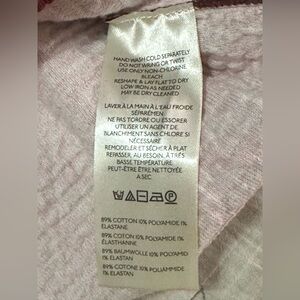 HAND WASH COLD SEPARATELY
DO NOT WRING OR TWIST
USE ONLY NON-CHLORINE
BLEACH
RESHAPE & LAY FLAT TO DRY
LOW IRON AS NEEDED
MAY BE DRY CLEANED
LAVER À LA MAIN À L'EAU FROIDE
SÉPARÉMENT
NE PAS TORDRE OU ESSORER
UTILISER UN AGENT DE
BLANCHIMENT SANS CHLORE SI
NÉCESSAIRE
REMODELER ET SÉCHER À PLAT
REPASSER, AU BESOIN, À TRÈS
BASSE TEMPÉRATURE
PEUT-ÊTRE NETTOYAGE
A SEC
89% COTTON 10% POLYAMIDE 1%
ELASTANE
89% COTON 10% POLYAMIDE 1%
ÉLASTHANNE
89% BAUMWOLLE 10% POLYAMID
1% ELASTAN
89% COTONE 10% POLIAMMIDE
1% ELASTAN